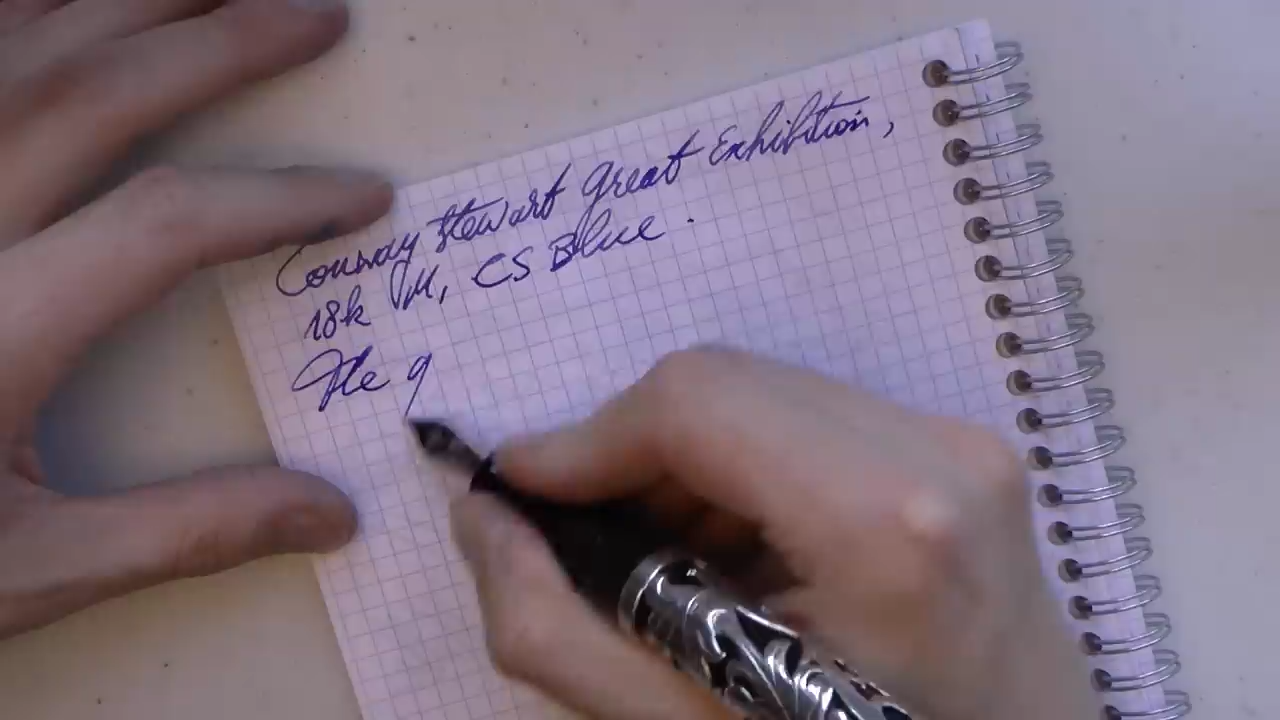 Conway Stewart Great Exhibition,
18k M, CS Blue.
The q